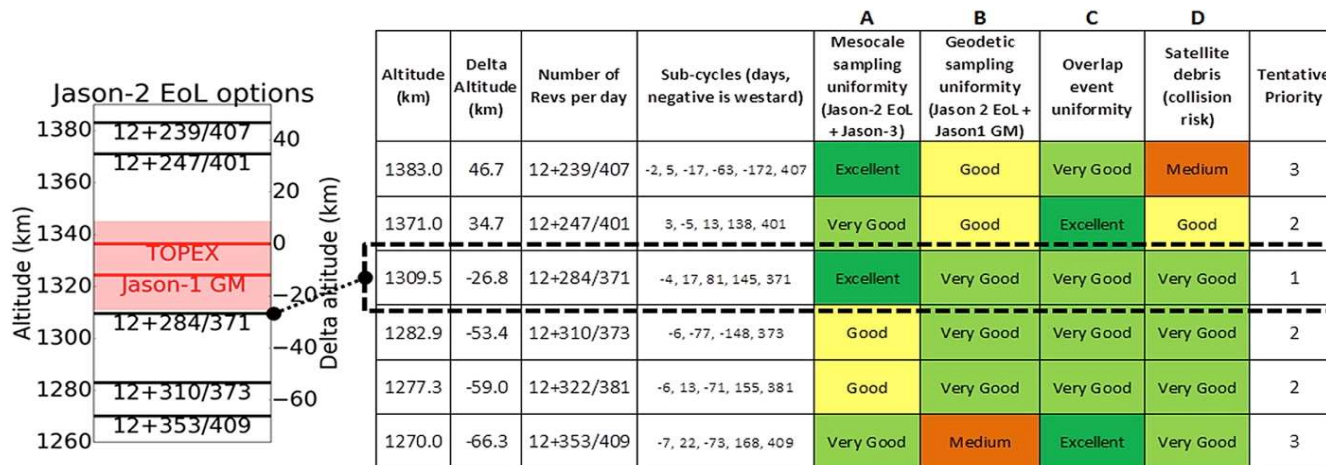 Jason-2 EoL options
Altitude (km)
1380
1360
1340
1320
1300
1280
1260
12+239/407
12+247/401
TOPEX
Jason-1 GM
12+284/371
12+310/373
12+353/409
40
20
0
−20
−40
−60
Delta altitude (km)
A B C D
Altitude (km) Delta Altitude (km) Number of Revs per day Sub-cycles (days, negative is westard) Mesocale sampling uniformity (Jason-2 EoL + Jason-3) Geodetic sampling uniformity (Jason 2 EoL + Jason1 GM) Overlap event uniformity Satellite debris (collision risk) Tentative Priority
1383.0 46.7 12+239/407 -2, 5, -17, -63, -172, 407 Excellent Good Very Good Medium 3
1371.0 34.7 12+247/401 3, -5, 13, 138, 401 Very Good Good Excellent Good 2
1309.5 -26.8 12+284/371 -4, 17, 81, 145, 371 Excellent Very Good Very Good Very Good 1
1282.9 -53.4 12+310/373 -6, -77, -148, 373 Good Very Good Very Good Very Good 2
1277.3 -59.0 12+322/381 -6, 13, -71, 155, 381 Good Very Good Very Good Very Good 2
1270.0 -66.3 12+353/409 -7, 22, -73, 168, 409 Very Good Medium Excellent Very Good 3